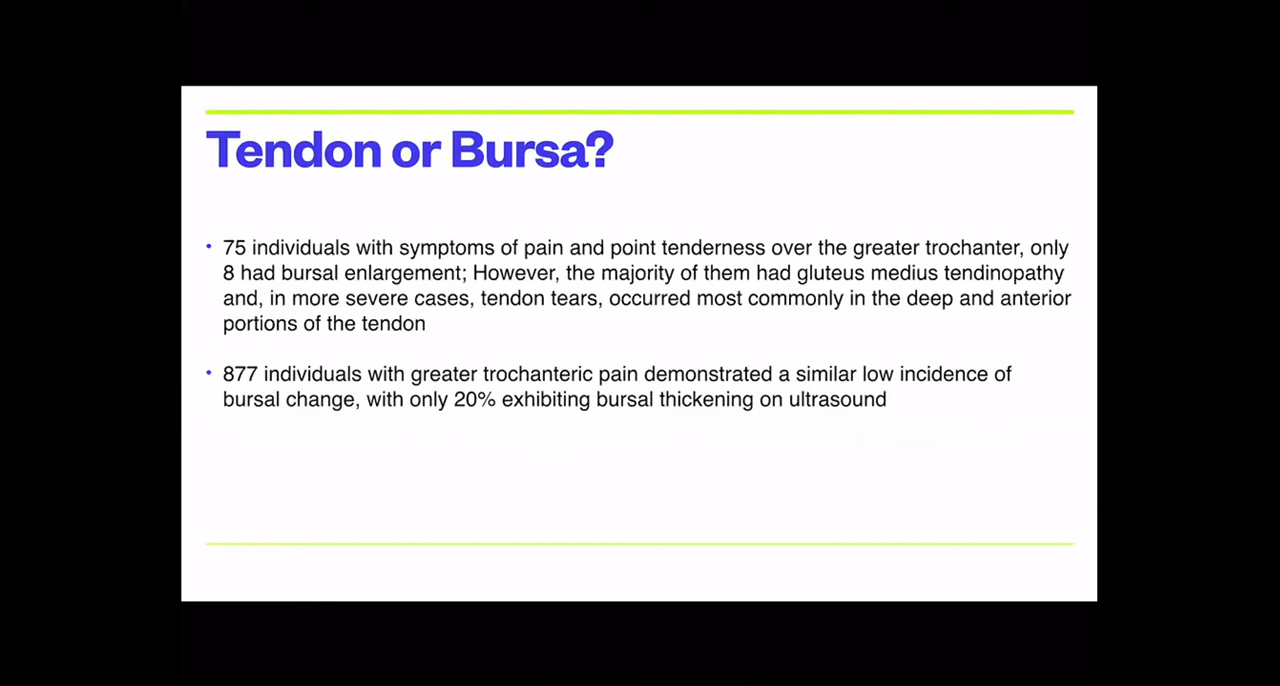 Tendon or Bursa?
• 75 individuals with symptoms of pain and point tenderness over the greater trochanter, only
8 had bursal enlargement; However, the majority of them had gluteus medius tendinopathy
and, in more severe cases, tendon tears, occurred most commonly in the deep and anterior
portions of the tendon
• 877 individuals with greater trochanteric pain demonstrated a similar low incidence of
bursal change, with only 20% exhibiting bursal thickening on ultrasound